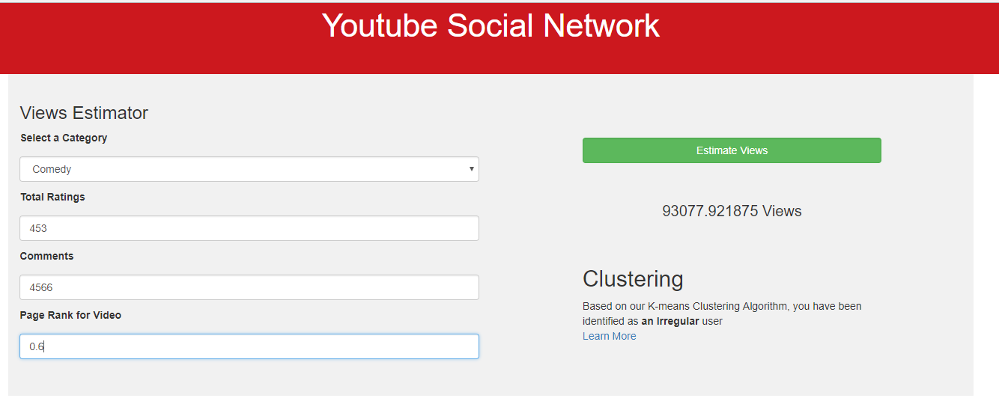 Youtube Social Network
Views Estimator
Select a Category
Comedy
Total Ratings
453
Comments
4566
Page Rank for Video
0.6
Estimate Views
93077.921875 Views
Clustering
Based on our K-means Clustering Algorithm, you have been
identified as an Irregular user
Learn More